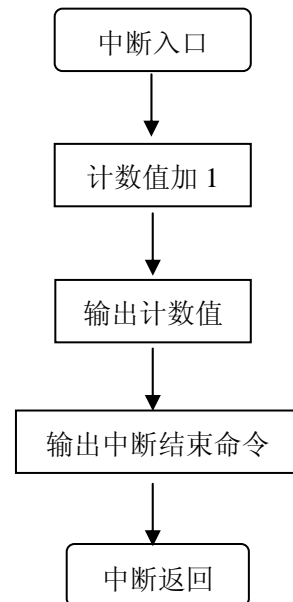 中断入口
计数值加 1
输出计数值
输出中断结束命令
中断返回